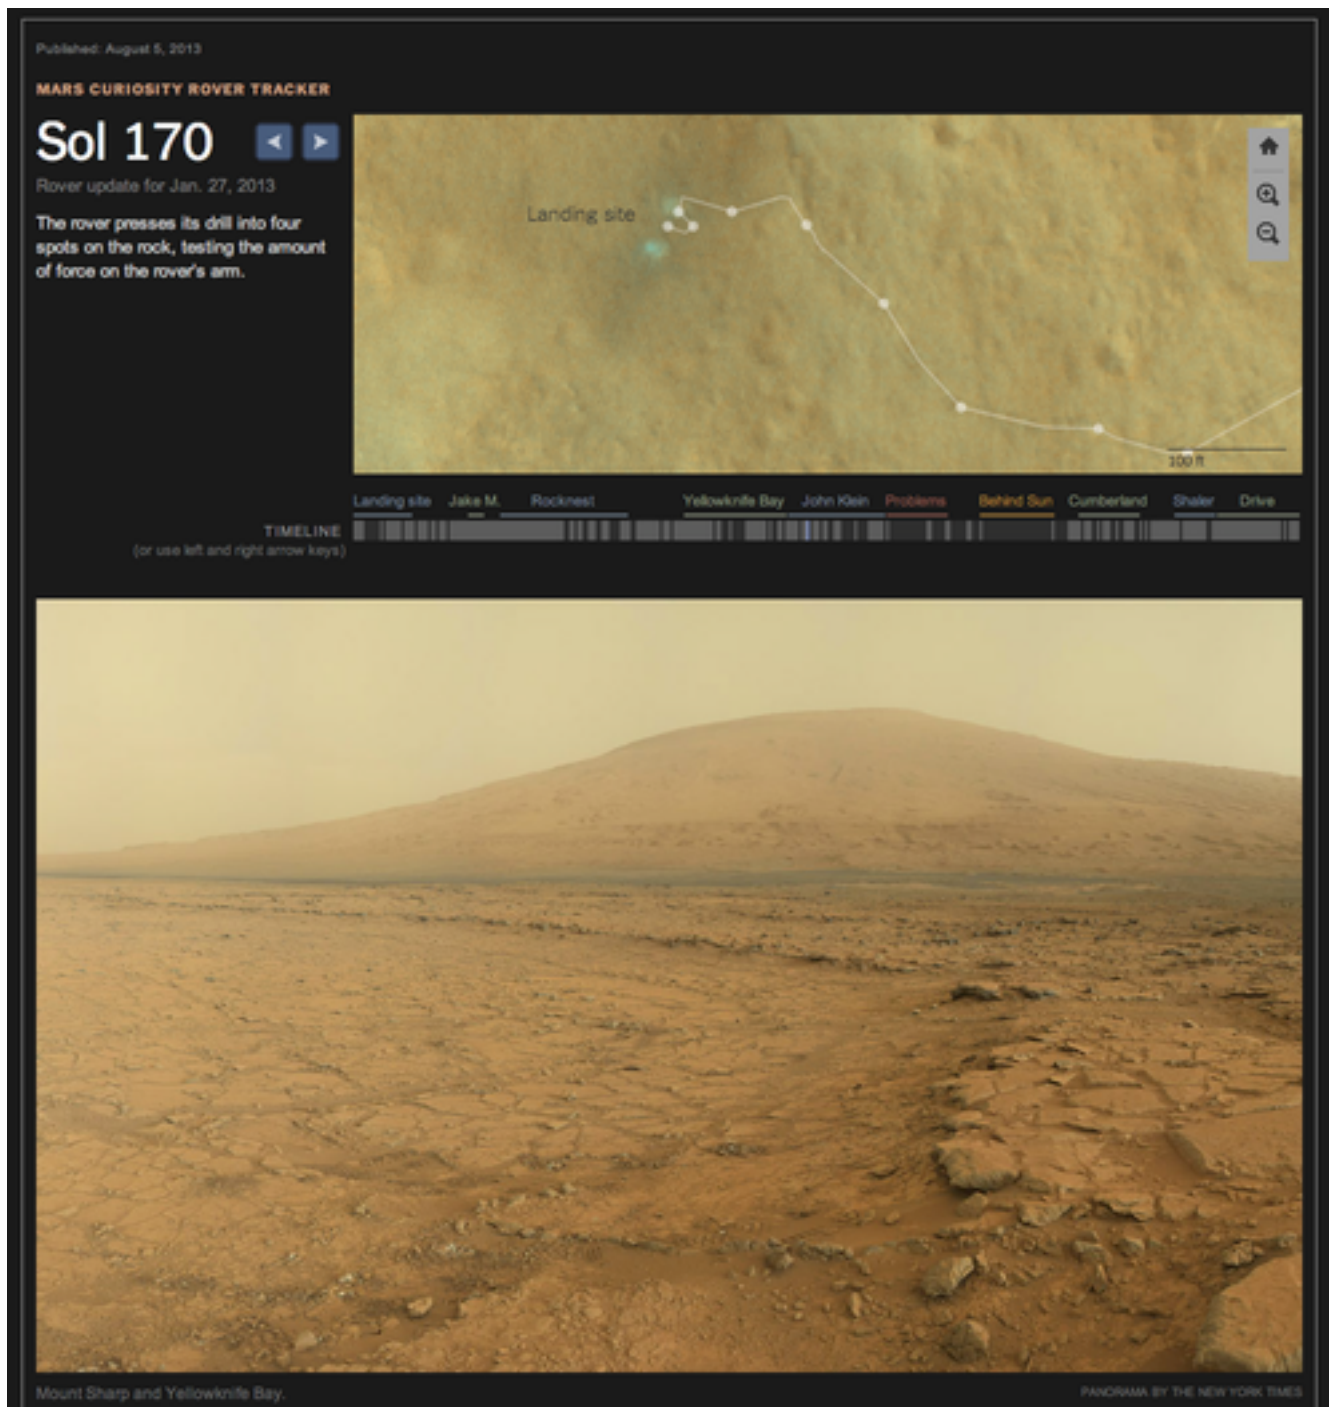 Published: August 5, 2013
MARS CURIOSITY ROVER TRACKER
Sol 170
Rover update for Jan. 27, 2013
The rover presses its drill into four
spots on the rock, testing the amount
of force on the rover's arm.
Landing site
100 ft
Landing site Jake M. Rocknest Yellowknife Bay John Klein Problems Behind Sun Cumberland Shaler Drive
TIMELINE
(or use left and right arrow keys)
Mount Sharp and Yellowknife Bay.
PANORAMA BY THE NEW YORK TIMES